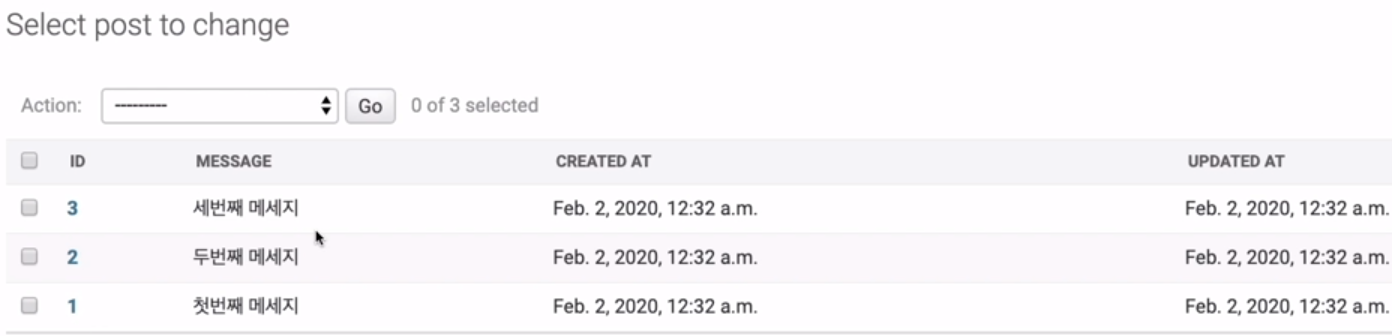 Select post to change
Action: --------- Go 0 of 3 selected
ID MESSAGE CREATED AT UPDATED AT
3 세번째 메세지 Feb. 2, 2020, 12:32 a.m. Feb. 2, 2020, 12:32 a.m.
2 두번째 메세지 Feb. 2, 2020, 12:32 a.m. Feb. 2, 2020, 12:32 a.m.
1 첫번째 메세지 Feb. 2, 2020, 12:32 a.m. Feb. 2, 2020, 12:32 a.m.